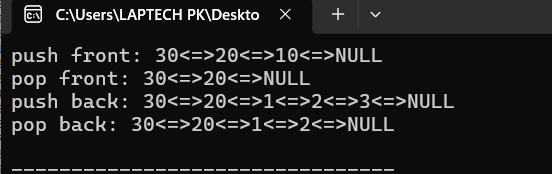 C:\Users\LAPTECH PK\Deskto
push front: 30<=>20<=>10<=>NULL
pop front: 30<=>20<=>NULL
push back: 30<=>20<=>1<=>2<=>3<=>NULL
pop back: 30<=>20<=>1<=>2<=>NULL
--------------------------------